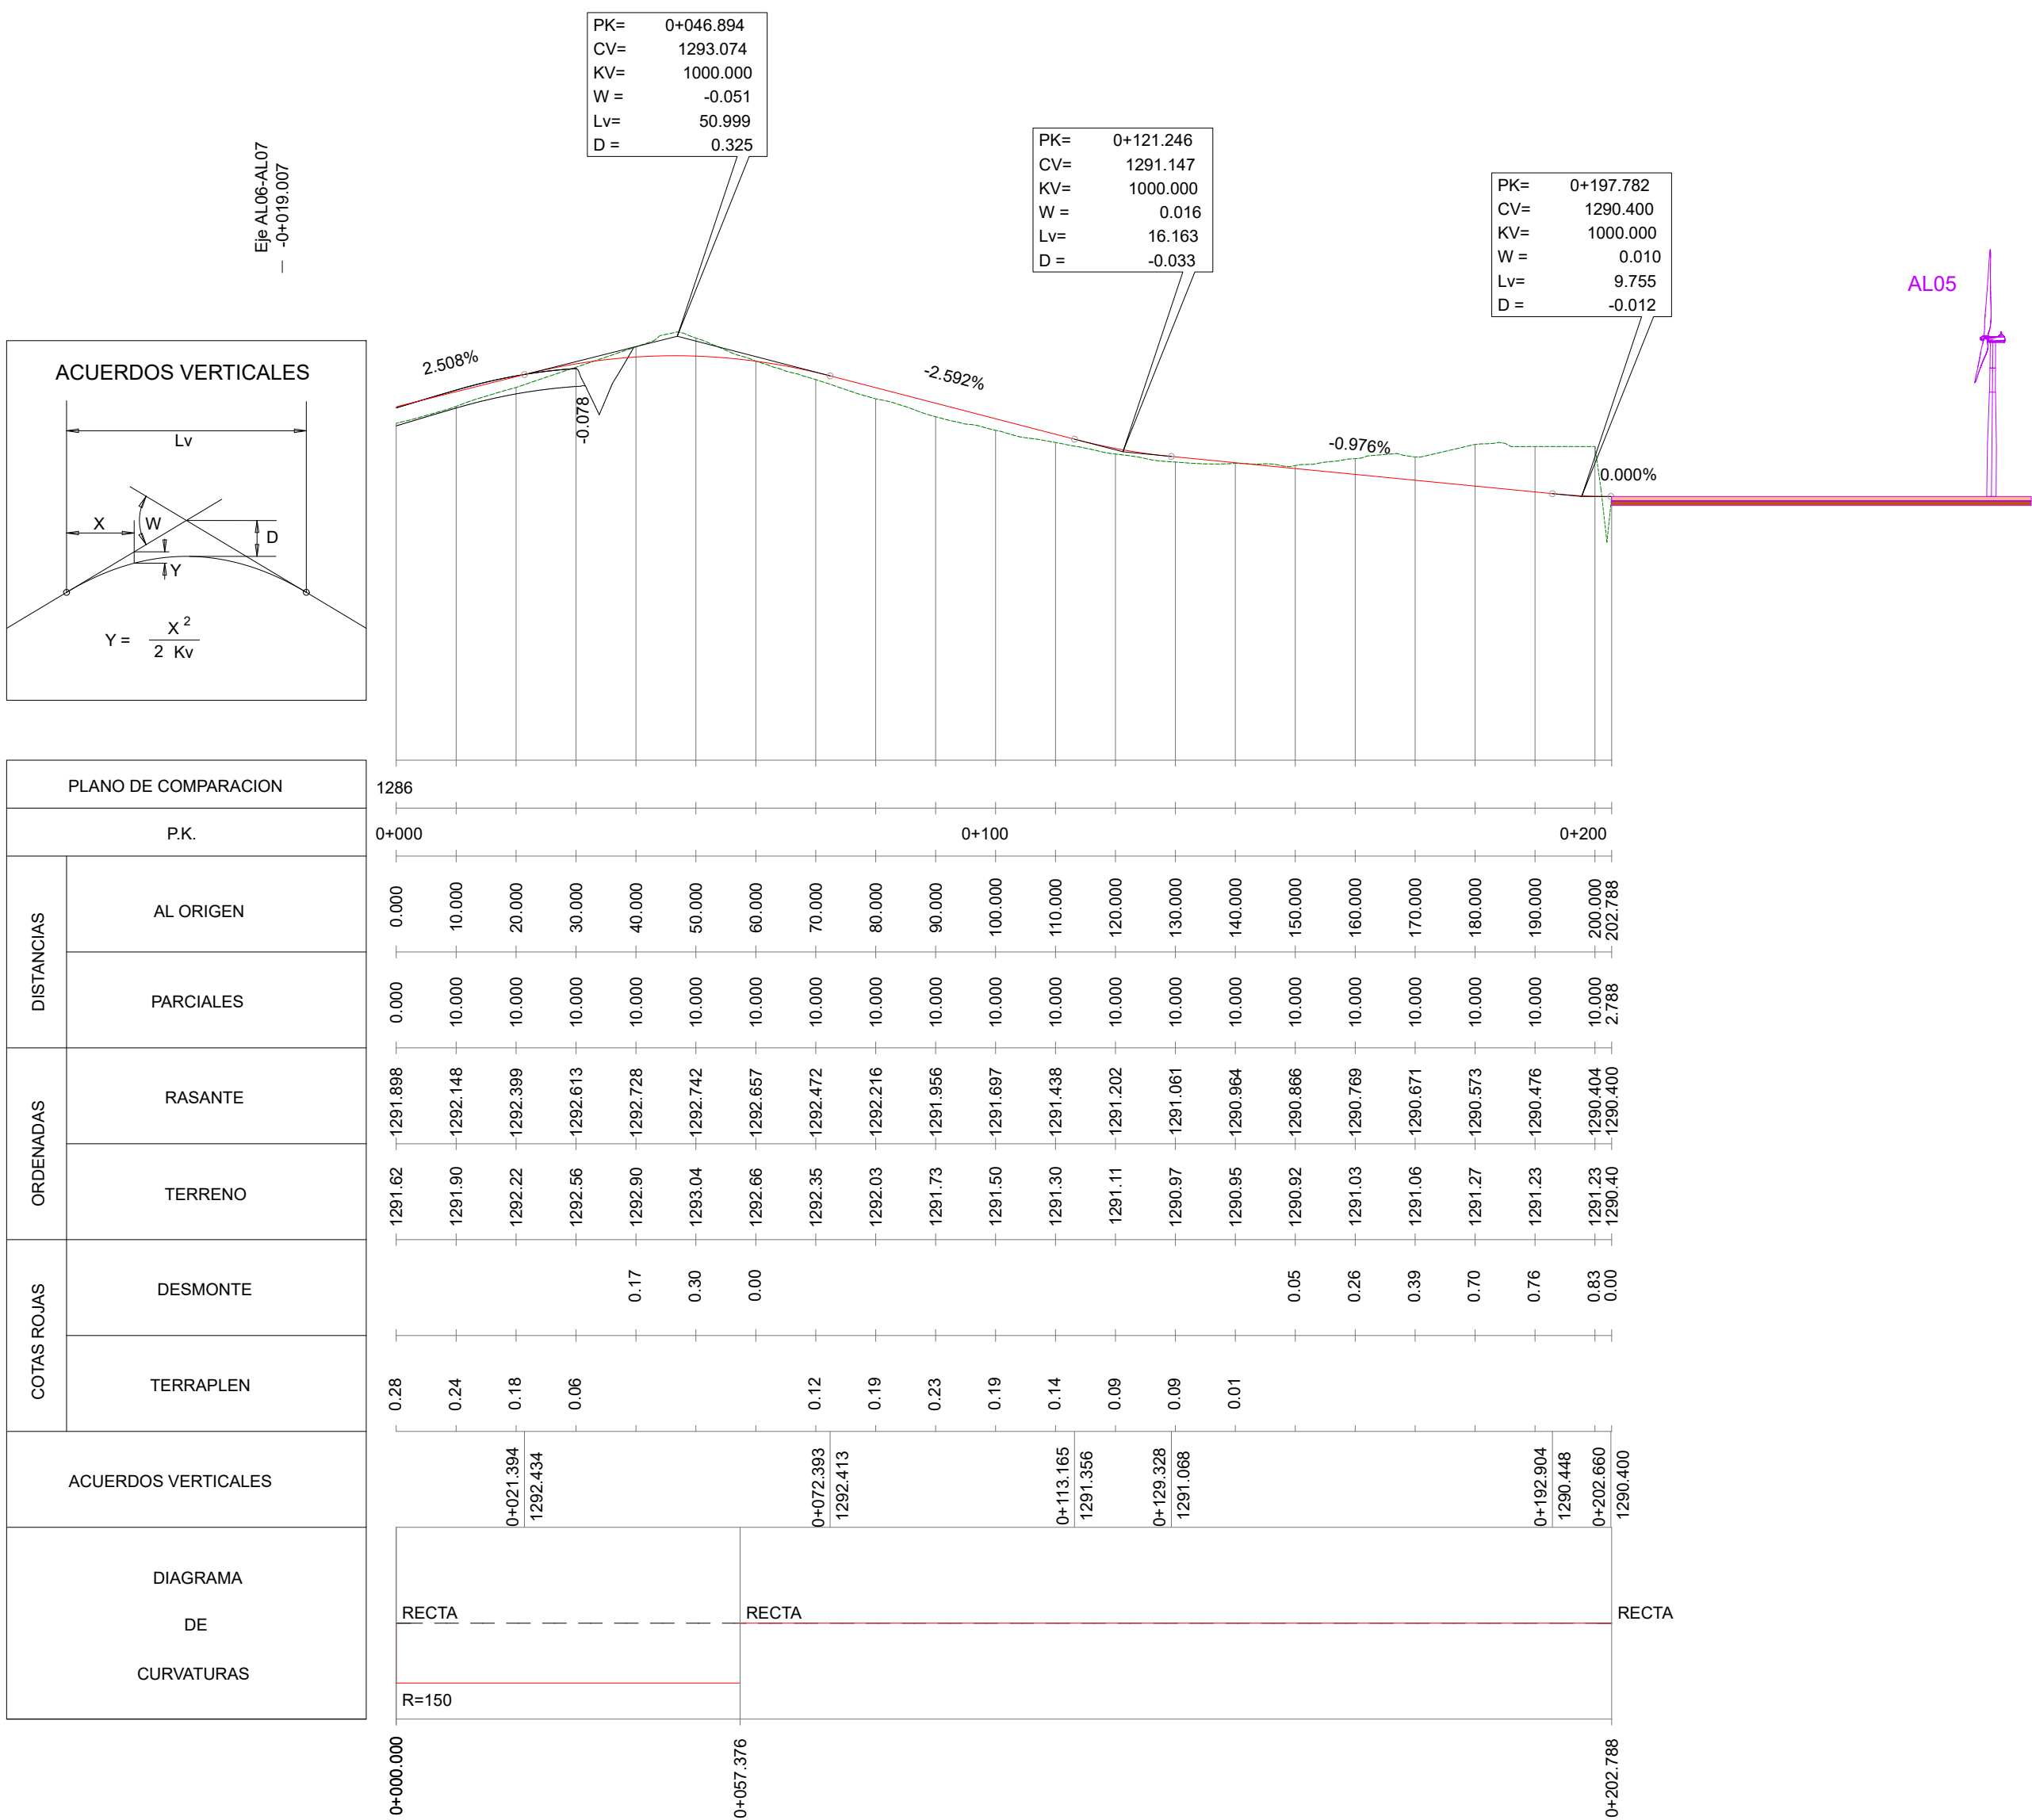 PK= 0+046.894
CV= 1293.074
KV= 1000.000
W = -0.051
Lv= 50.999
D = 0.325
PK= 0+121.246
CV= 1291.147
KV= 1000.000
W = 0.016
Lv= 16.163
D = -0.033
PK= 0+197.782
CV= 1290.400
KV= 1000.000
W = 0.010
Lv= 9.755
D = -0.012
Eje AL06-AL07
-0+019.007
AL05
2.508%
-0.078
-2.592%
-0.976%
0.000%
ACUERDOS VERTICALES
Lv
X
W
D
Y
Y = X 2
2 Kv
PLANO DE COMPARACION
1286
P.K.
0+000 0+100 0+200
DISTANCIAS
AL ORIGEN
0.000 10.000 20.000 30.000 40.000 50.000 60.000 70.000 80.000 90.000 100.000 110.000 120.000 130.000 140.000 150.000 160.000 170.000 180.000 190.000 200.000 202.788
PARCIALES
0.000 10.000 10.000 10.000 10.000 10.000 10.000 10.000 10.000 10.000 10.000 10.000 10.000 10.000 10.000 10.000 10.000 10.000 10.000 10.000 10.000 2.788
ORDENADAS
RASANTE
1291.898 1292.148 1292.399 1292.613 1292.728 1292.742 1292.657 1292.472 1292.216 1291.956 1291.697 1291.438 1291.202 1291.061 1290.964 1290.866 1290.769 1290.671 1290.573 1290.476 1290.404 1290.400
TERRENO
1291.62 1291.90 1292.22 1292.56 1292.90 1293.04 1292.66 1292.35 1292.03 1291.73 1291.50 1291.30 1291.11 1290.97 1290.95 1290.92 1291.03 1291.06 1291.27 1291.23 1291.23 1290.40
COTAS ROJAS
DESMONTE
0.17 0.30 0.00 0.05 0.26 0.39 0.70 0.76 0.83 0.00
TERRAPLEN
0.28 0.24 0.18 0.06 0.12 0.19 0.23 0.19 0.14 0.09 0.09 0.01
ACUERDOS VERTICALES
0+021.394
1292.434
0+072.393
1292.413
0+113.165
1291.356
0+129.328
1291.068
0+192.904
1290.448
0+202.660
1290.400
DIAGRAMA
DE
CURVATURAS
RECTA RECTA RECTA
R=150
0+000.000 0+057.376 0+202.788